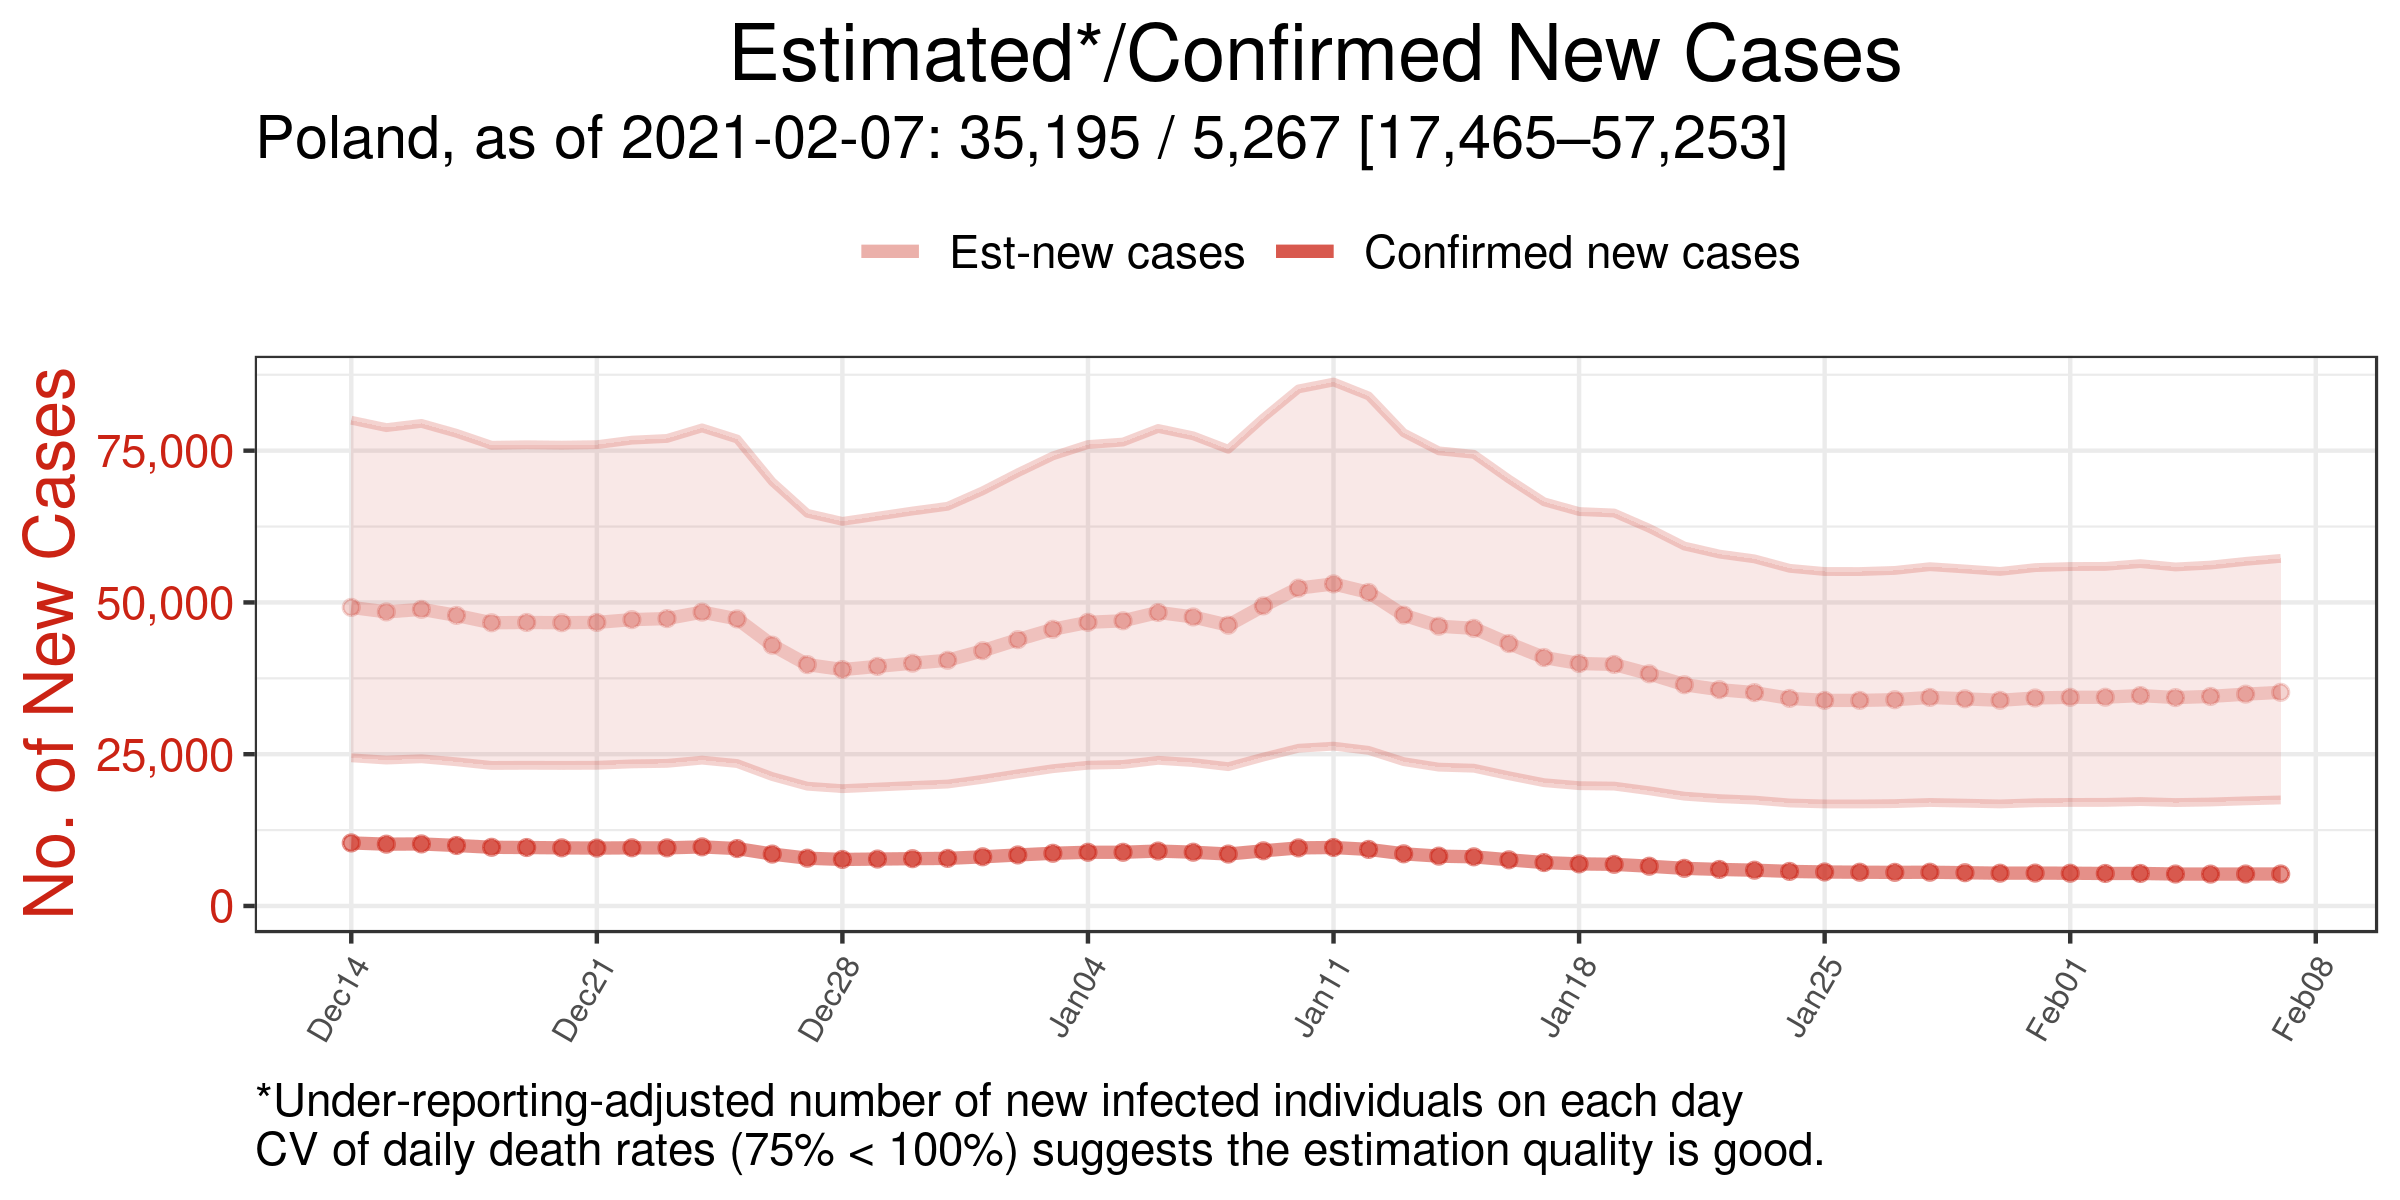 Estimated*/Confirmed New Cases
Poland, as of 2021-02-07: 35,195 / 5,267 [17,465–57,253]
Est-new cases Confirmed new cases
No. of New Cases
75,000
50,000
25,000
0
Dec14 Dec21 Dec28 Jan04 Jan11 Jan18 Jan25 Feb01 Feb08
*Under-reporting-adjusted number of new infected individuals on each day
CV of daily death rates (75% < 100%) suggests the estimation quality is good.